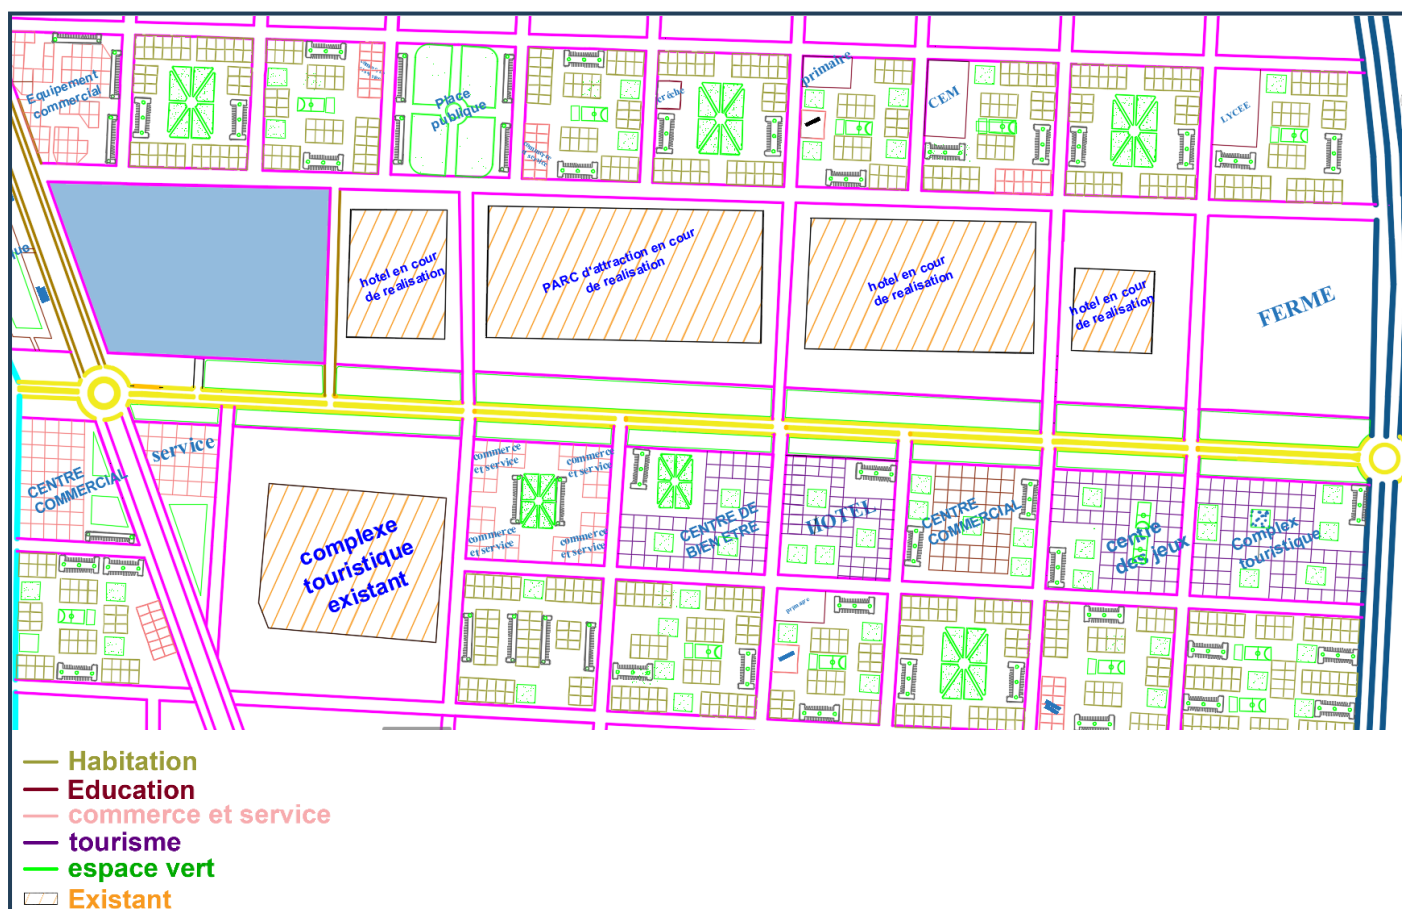 Equipement
commercial
Place
publique
primaire
CEM
LYCEE
hotel en cour
de realisation
PARC d'attraction en cour
de realisation
hotel en cour
de realisation
hotel en cour
de realisation
FERME
CENTRE
COMMERCIAL
service
complexe
touristique
existant
commerce
et service
commerce
et service
commerce
et service
commerce
et service
CENTRE DE
BIEN ETRE
HOTEL
CENTRE
COMMERCIAL
centre
des jeux
Complex
touristique
primaire
Habitation
Education
commerce et service
tourisme
espace vert
Existant